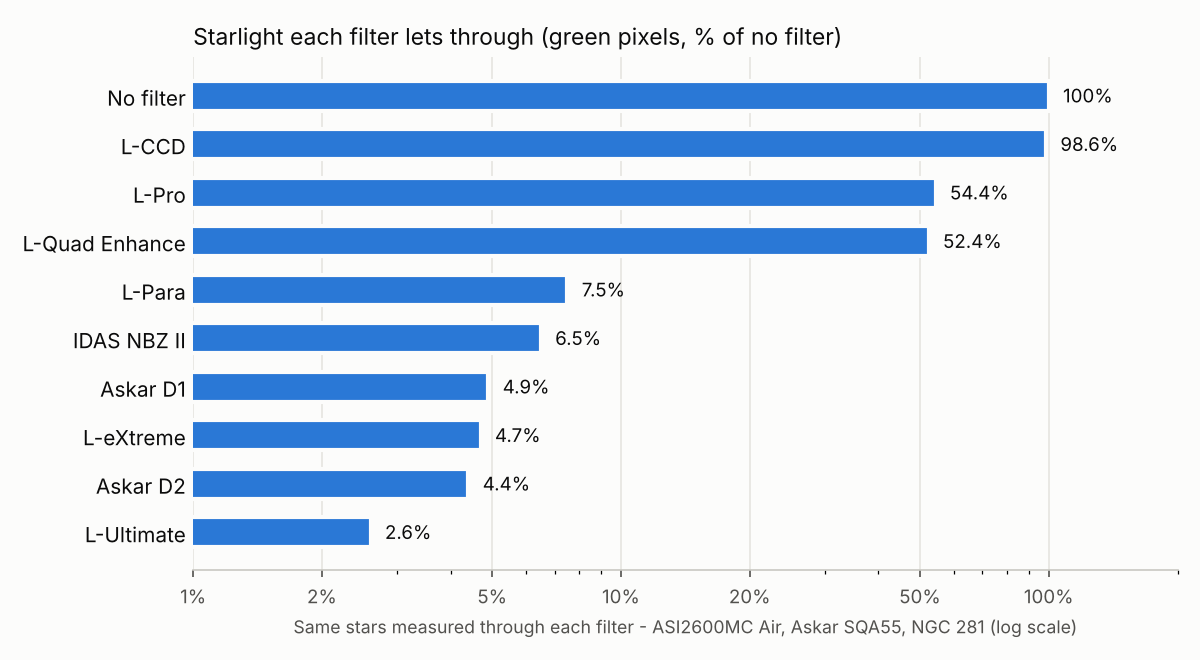 Starlight each filter lets through (green pixels, % of no filter)
No filter 100%
L-CCD 98.6%
L-Pro 54.4%
L-Quad Enhance 52.4%
L-Para 7.5%
IDAS NBZ II 6.5%
Askar D1 4.9%
L-eXtreme 4.7%
Askar D2 4.4%
L-Ultimate 2.6%
1% 2% 5% 10% 20% 50% 100%
Same stars measured through each filter - ASI2600MC Air, Askar SQA55, NGC 281 (log scale)